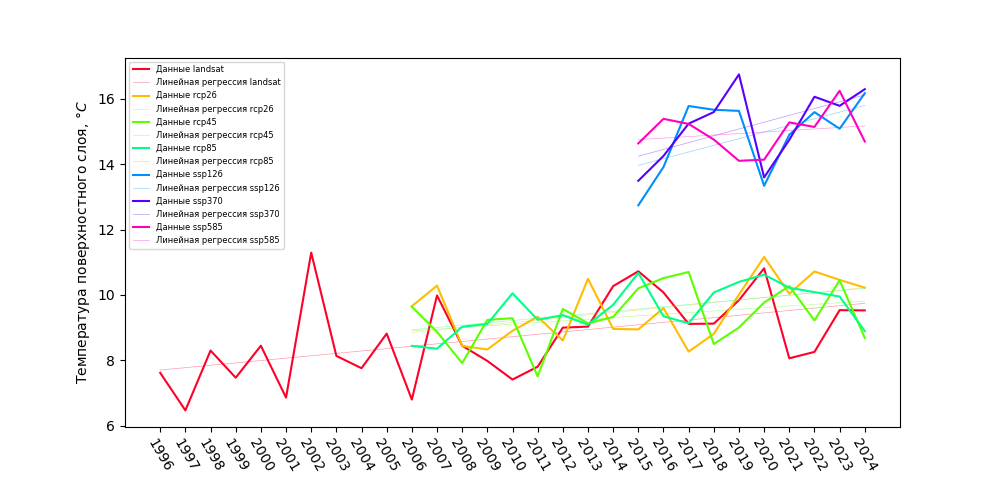 Данные landsat
Линейная регрессия landsat
Данные rcp26
Линейная регрессия rcp26
Данные rcp45
Линейная регрессия rcp45
Данные rcp85
Линейная регрессия rcp85
Данные ssp126
Линейная регрессия ssp126
Данные ssp370
Линейная регрессия ssp370
Данные ssp585
Линейная регрессия ssp585
Температура поверхностного слоя, °C
16
14
12
10
8
6
1996
1997
1998
1999
2000
2001
2002
2003
2004
2005
2006
2007
2008
2009
2010
2011
2012
2013
2014
2015
2016
2017
2018
2019
2020
2021
2022
2023
2024